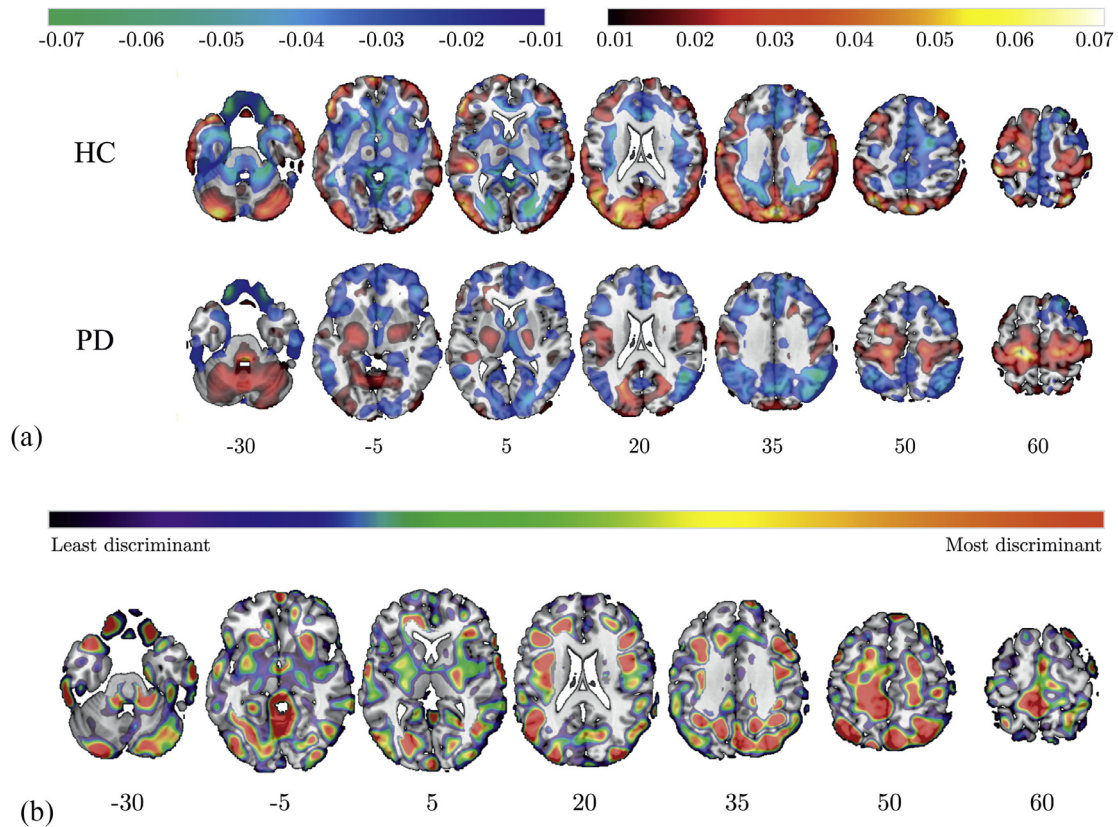 -0.07 -0.06 -0.05 -0.04 -0.03 -0.02 -0.01 0.01 0.02 0.03 0.04 0.05 0.06 0.07
HC
PD
(a)
-30 -5 5 20 35 50 60
Least discriminant Most discriminant
(b)
-30 -5 5 20 35 50 60